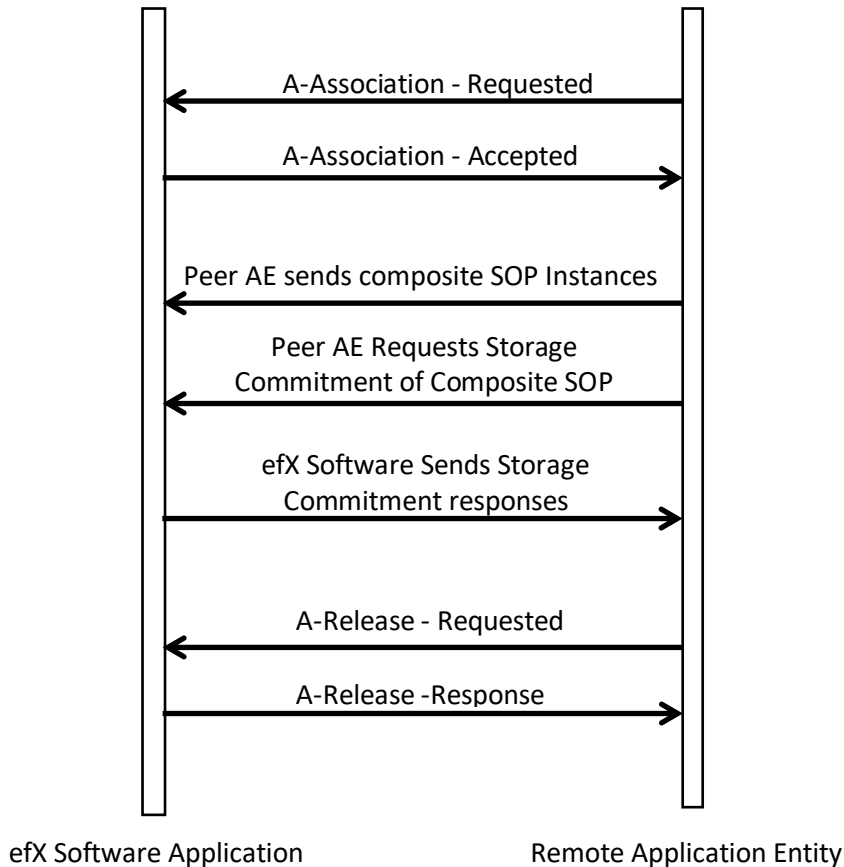 A-Association - Requested
A-Association - Accepted
Peer AE sends composite SOP Instances
Peer AE Requests Storage
Commitment of Composite SOP
efX Software Sends Storage
Commitment responses
A-Release - Requested
A-Release -Response
efX Software Application
Remote Application Entity